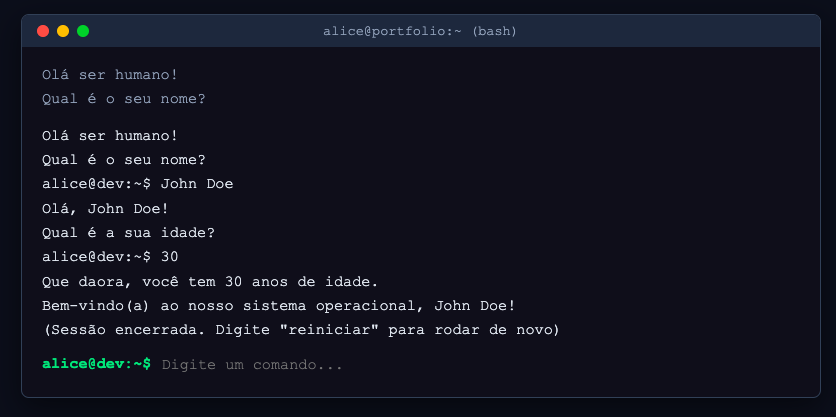 alice@portfolio:~ (bash)
Olá ser humano!
Qual é o seu nome?
Olá ser humano!
Qual é o seu nome?
alice@dev:~$ John Doe
Olá, John Doe!
Qual é a sua idade?
alice@dev:~$ 30
Que daora, você tem 30 anos de idade.
Bem-vindo(a) ao nosso sistema operacional, John Doe!
(Sessão encerrada. Digite "reiniciar" para rodar de novo)
alice@dev:~$ Digite um comando...